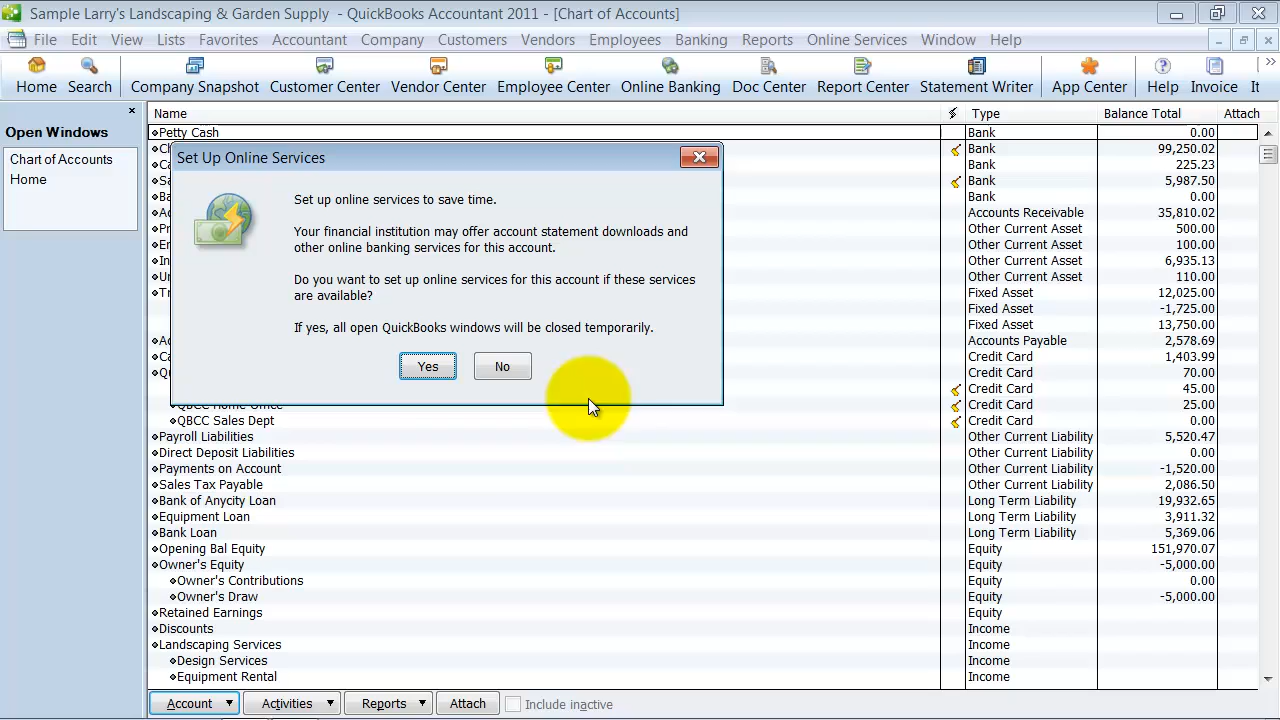 Sample Larry's Landscaping & Garden Supply - QuickBooks Accountant 2011 - [Chart of Accounts]
File Edit View Lists Favorites Accountant Company Customers Vendors Employees Banking Reports Online Services Window Help
Home Search Company Snapshot Customer Center Vendor Center Employee Center Online Banking Doc Center Report Center Statement Writer App Center Help Invoice It
Open Windows
Chart of Accounts
Home
Name Type Balance Total Attach
Petty Cash Bank 0.00
Bank 99,250.02
Bank 225.23
Bank 5,987.50
Bank 0.00
Accounts Receivable 35,810.02
Other Current Asset 500.00
Other Current Asset 100.00
Other Current Asset 6,935.13
Other Current Asset 110.00
Fixed Asset 12,025.00
Fixed Asset -1,725.00
Fixed Asset 13,750.00
Accounts Payable 2,578.69
Credit Card 1,403.99
Credit Card 70.00
Credit Card 45.00
QBCC Home Office Credit Card 25.00
QBCC Sales Dept Credit Card 0.00
Payroll Liabilities Other Current Liability 5,520.47
Direct Deposit Liabilities Other Current Liability 0.00
Payments on Account Other Current Liability -1,520.00
Sales Tax Payable Other Current Liability 2,086.50
Bank of Anycity Loan Long Term Liability 19,932.65
Equipment Loan Long Term Liability 3,911.32
Bank Loan Long Term Liability 5,369.06
Opening Bal Equity Equity 151,970.07
Owner's Equity Equity -5,000.00
Owner's Contributions Equity 0.00
Owner's Draw Equity -5,000.00
Retained Earnings Equity
Discounts Income
Landscaping Services Income
Design Services Income
Equipment Rental Income
Set Up Online Services
Set up online services to save time.
Your financial institution may offer account statement downloads and
other online banking services for this account.
Do you want to set up online services for this account if these services
are available?
If yes, all open QuickBooks windows will be closed temporarily.
Yes No
Account Activities Reports Attach Include inactive